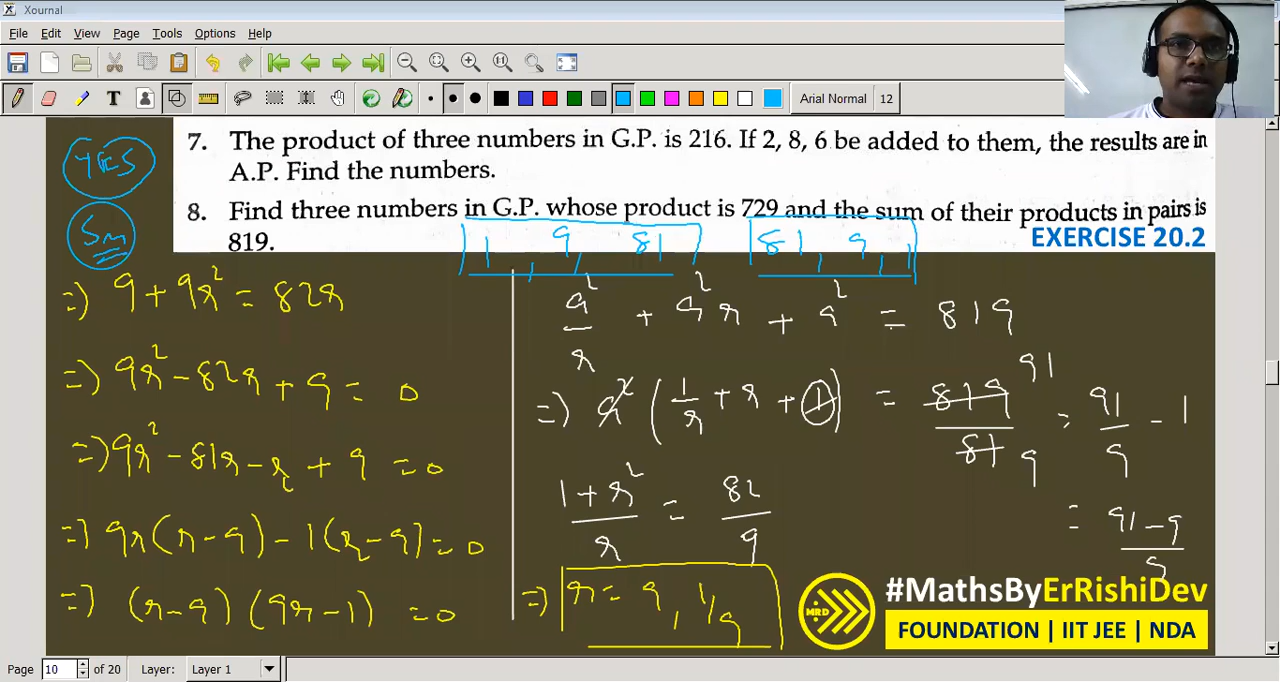 Xournal
File Edit View Page Tools Options Help
Arial Normal 12
YES
Sm
7. The product of three numbers in G.P. is 216. If 2, 8, 6 be added to them, the results are in
A.P. Find the numbers.
8. Find three numbers in G.P. whose product is 729 and the sum of their products in pairs is
819.
1, 9, 81
81, 9, 1
EXERCISE 20.2
=) 9 + 9r² = 82r
=) 9r² - 82r + 9 = 0
=) 9r² - 81r - r + 9 = 0
=) 9r(r-9) - 1(r-9) = 0
=) (r-9) (9r-1) = 0
a²/r + a²r + a² = 819
=) a² (1/r + r + 1) = 819/81 = 91/9 - 1
91
9
= 91-9/9
1+r²/r = 82/9
=) r = 9, 1/9
MRD
#MathsByErRishiDev
FOUNDATION | IIT JEE | NDA
Page 10 of 20 Layer: Layer 1